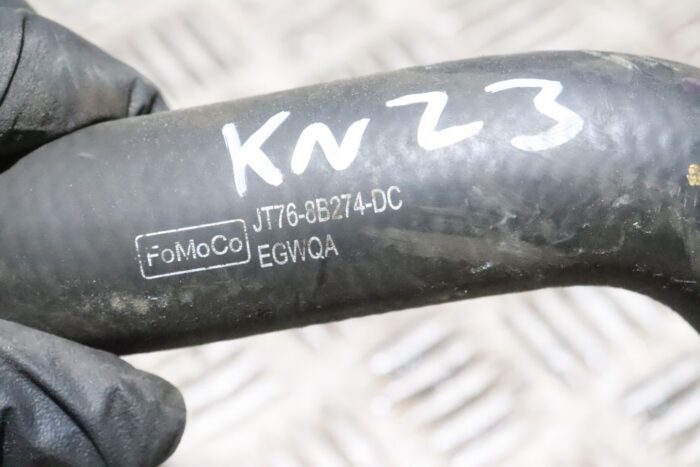 KN23
JT76-8B274-DC
FoMoCo
EGWQA